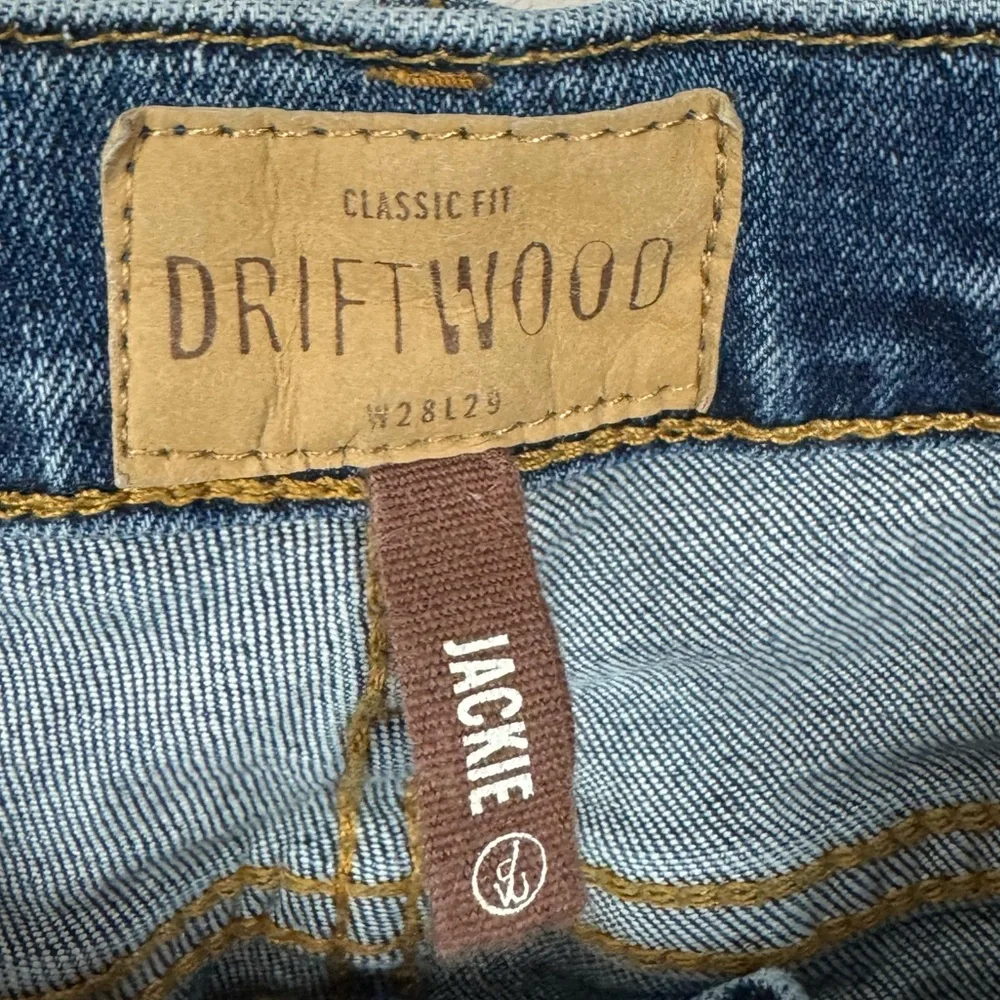 CLASSIC FIT
DRIFTWOOD
W28L29
JACKIE